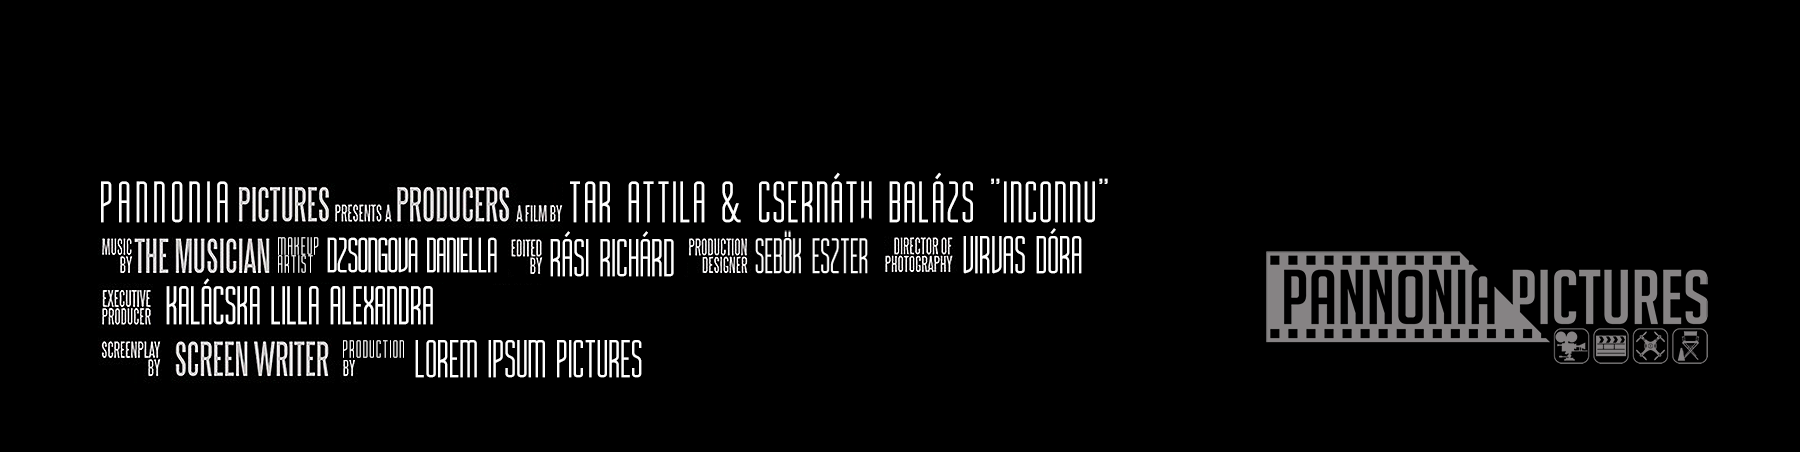 PANNONIA PICTURES PRESENTS A PRODUCERS A FILM BY TAR ATTILA & CSERNÁTH BALÁZS "INCONNU"
MUSIC BY THE MUSICIAN MAKEUP ARTIST DZSONGOVA DANIELLA EDITED BY RÁSI RICHÁRD PRODUCTION DESIGNER SEBŐK ESZTER DIRECTOR OF PHOTOGRAPHY VIRVAS DÓRA
EXECUTIVE PRODUCER KALÁCSKA LILLA ALEXANDRA
SCREENPLAY BY SCREEN WRITER PRODUCTION BY LOREM IPSUM PICTURES
PANNONIA PICTURES